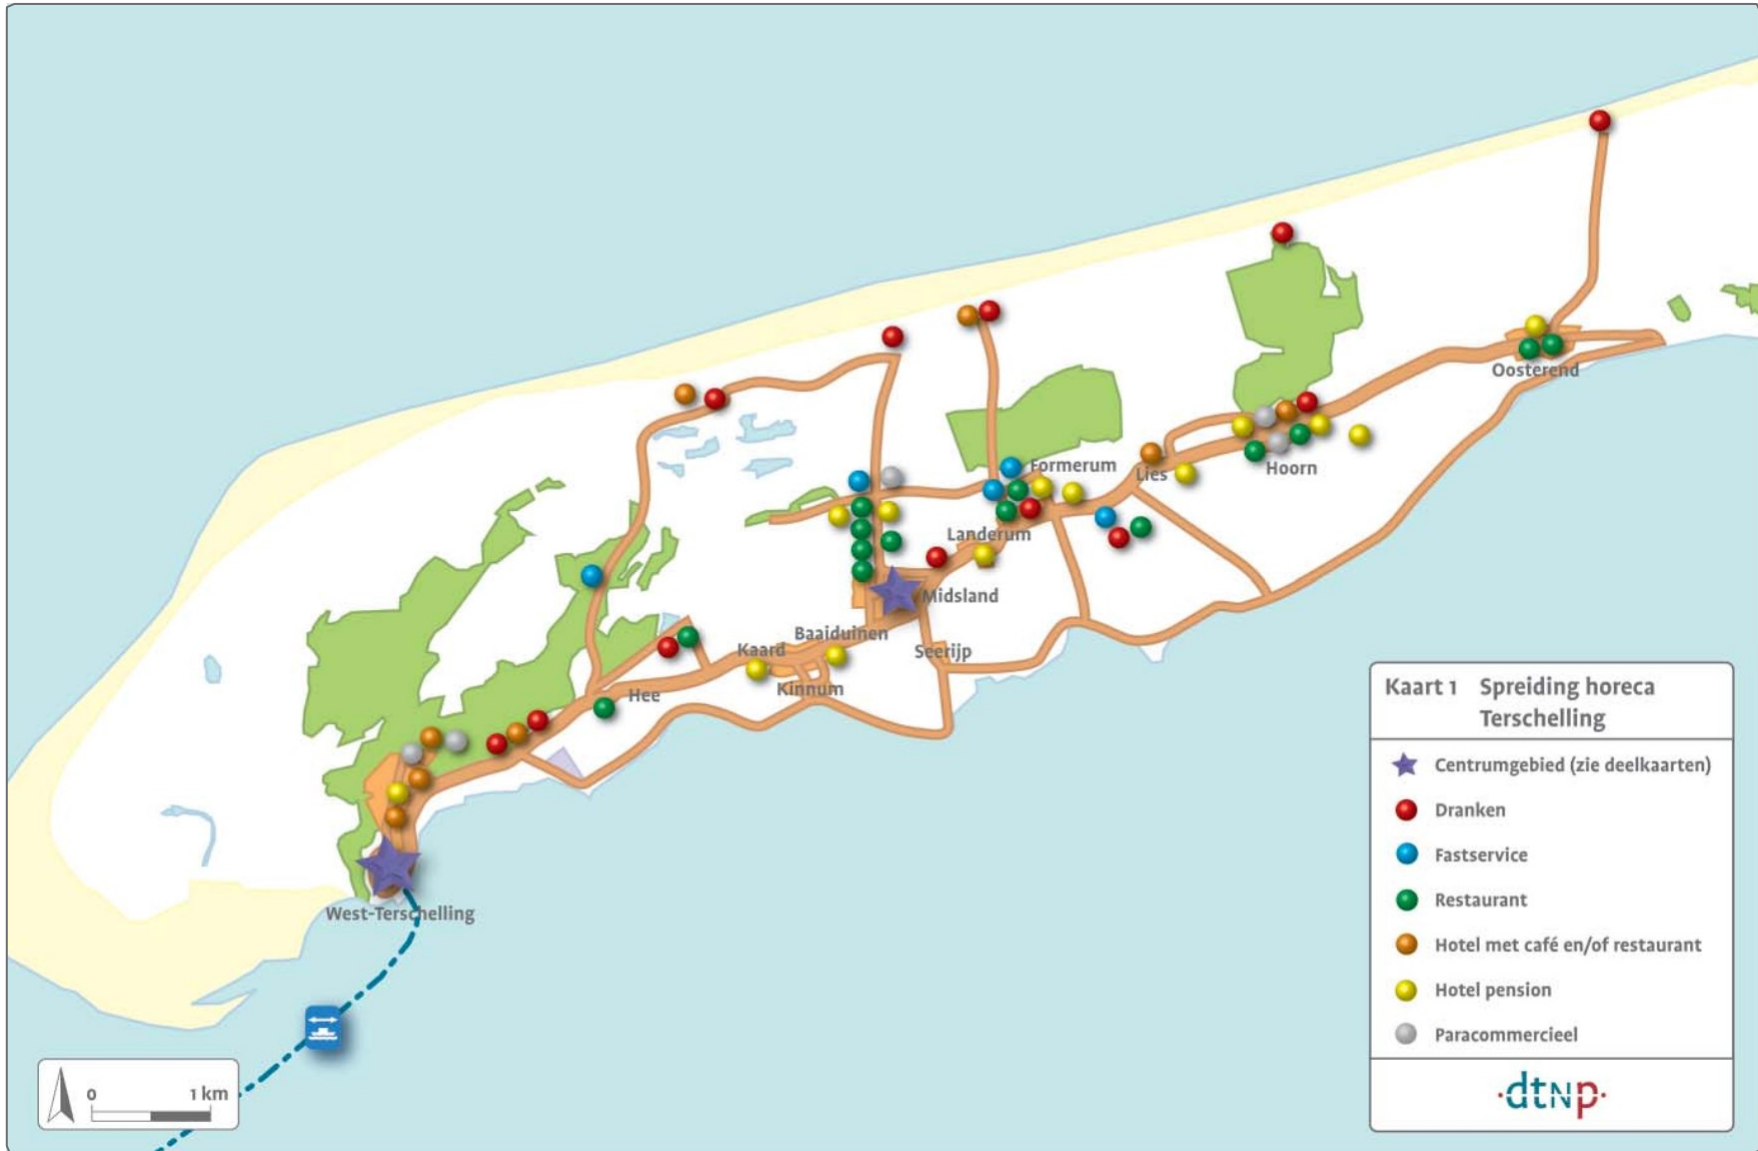 Oosterend
Formerum
Lies
Hoorn
Landerum
Midsland
Baaiduinen
Kaard
Seerijp
Kinnum
Hee
West-Terschelling
0 1 km
Kaart 1 Spreiding horeca
Terschelling
Centrumgebied (zie deelkaarten)
Dranken
Fastservice
Restaurant
Hotel met café en/of restaurant
Hotel pension
Paracommercieel
·dtNp·